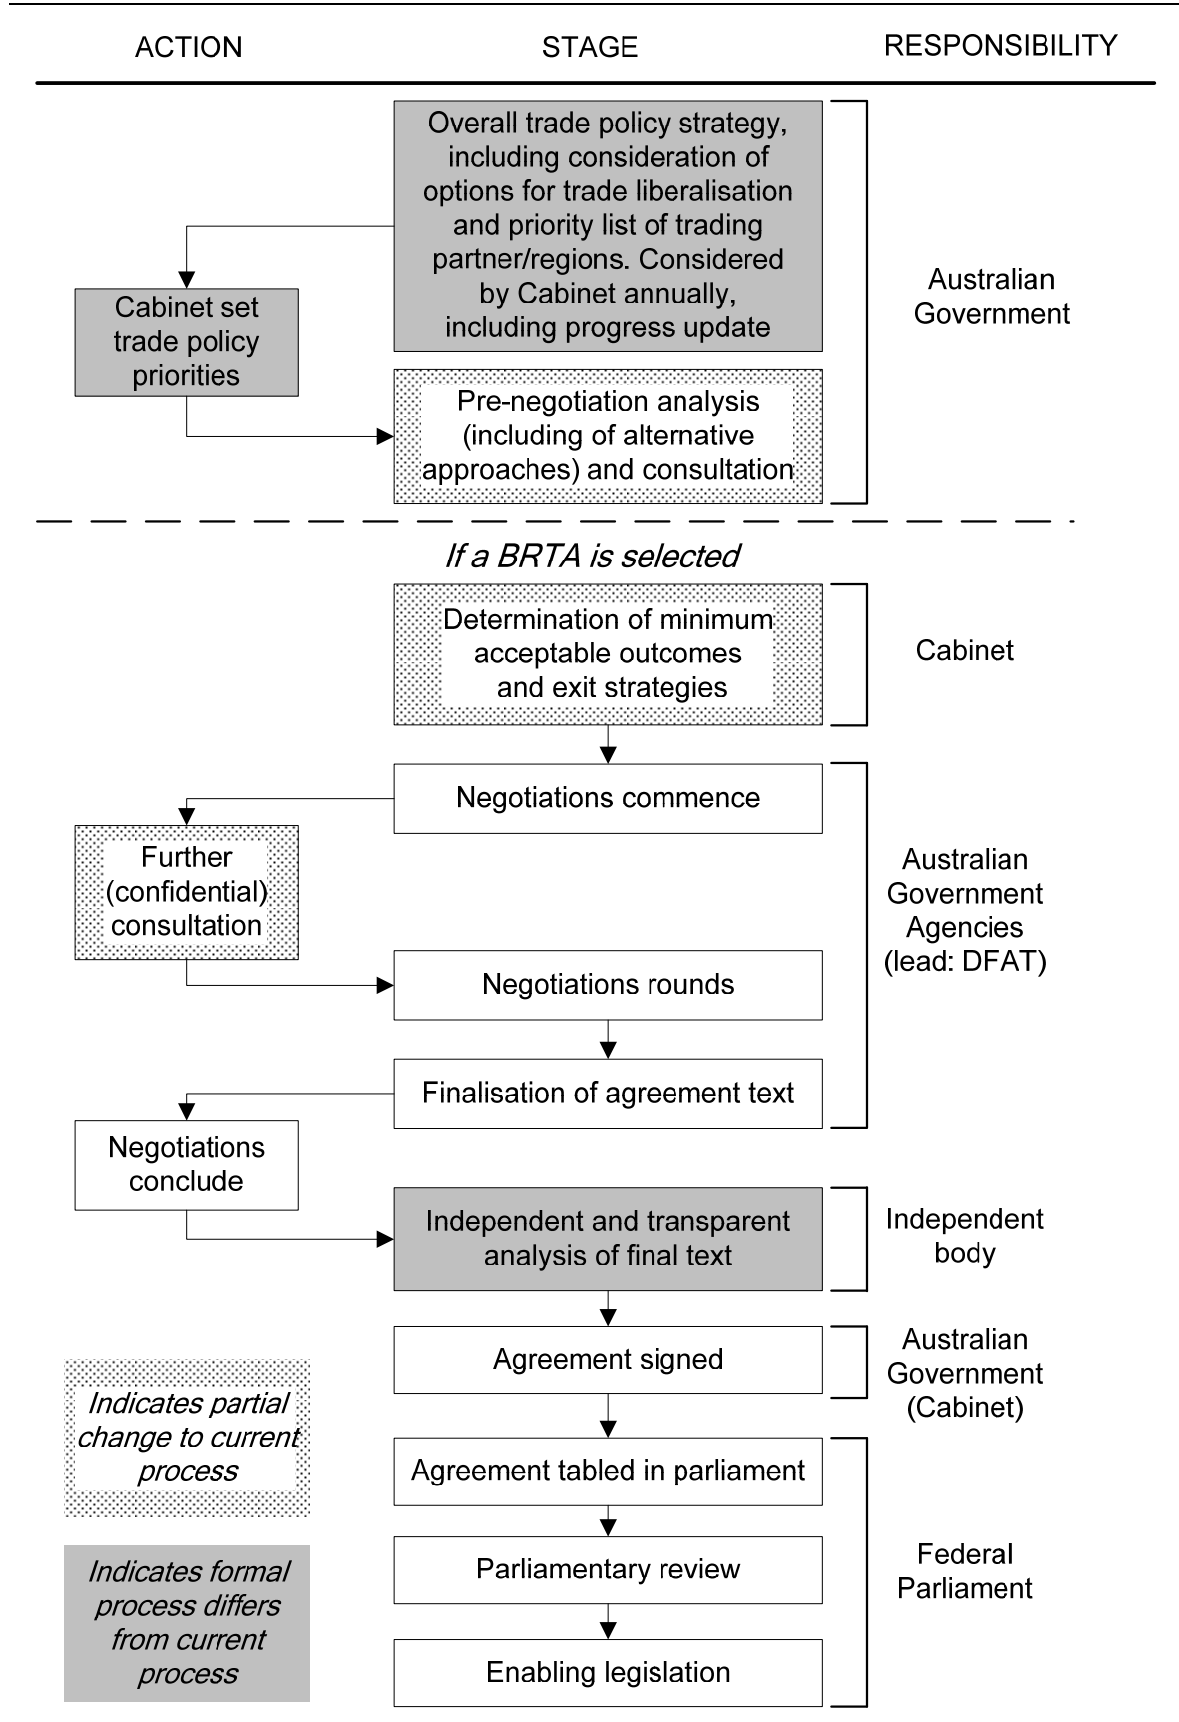 ACTION
STAGE
RESPONSIBILITY
Overall trade policy strategy,
including consideration of
options for trade liberalisation
and priority list of trading
partner/regions. Considered
by Cabinet annually,
including progress update
Australian
Government
Cabinet set
trade policy
priorities
Pre-negotiation analysis
(including of alternative
approaches) and consultation
If a BRTA is selected
Determination of minimum
acceptable outcomes
and exit strategies
Cabinet
Negotiations commence
Further
(confidential)
consultation
Australian
Government
Agencies
(lead: DFAT)
Negotiations rounds
Finalisation of agreement text
Negotiations
conclude
Independent and transparent
analysis of final text
Independent
body
Agreement signed
Australian
Government
(Cabinet)
Indicates partial
change to current
process
Agreement tabled in parliament
Parliamentary review
Federal
Parliament
Indicates formal
process differs
from current
process
Enabling legislation